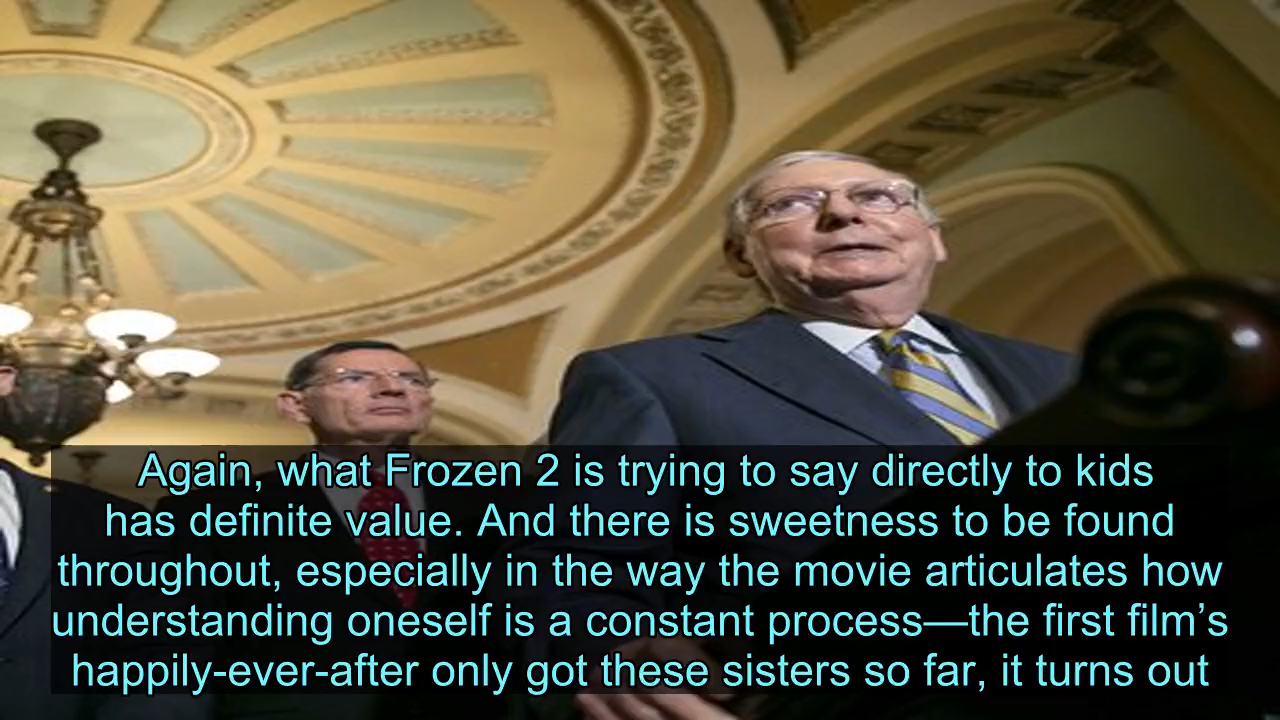 Again, what Frozen 2 is trying to say directly to kids
has definite value. And there is sweetness to be found
throughout, especially in the way the movie articulates how
understanding oneself is a constant process—the first film’s
happily-ever-after only got these sisters so far, it turns out